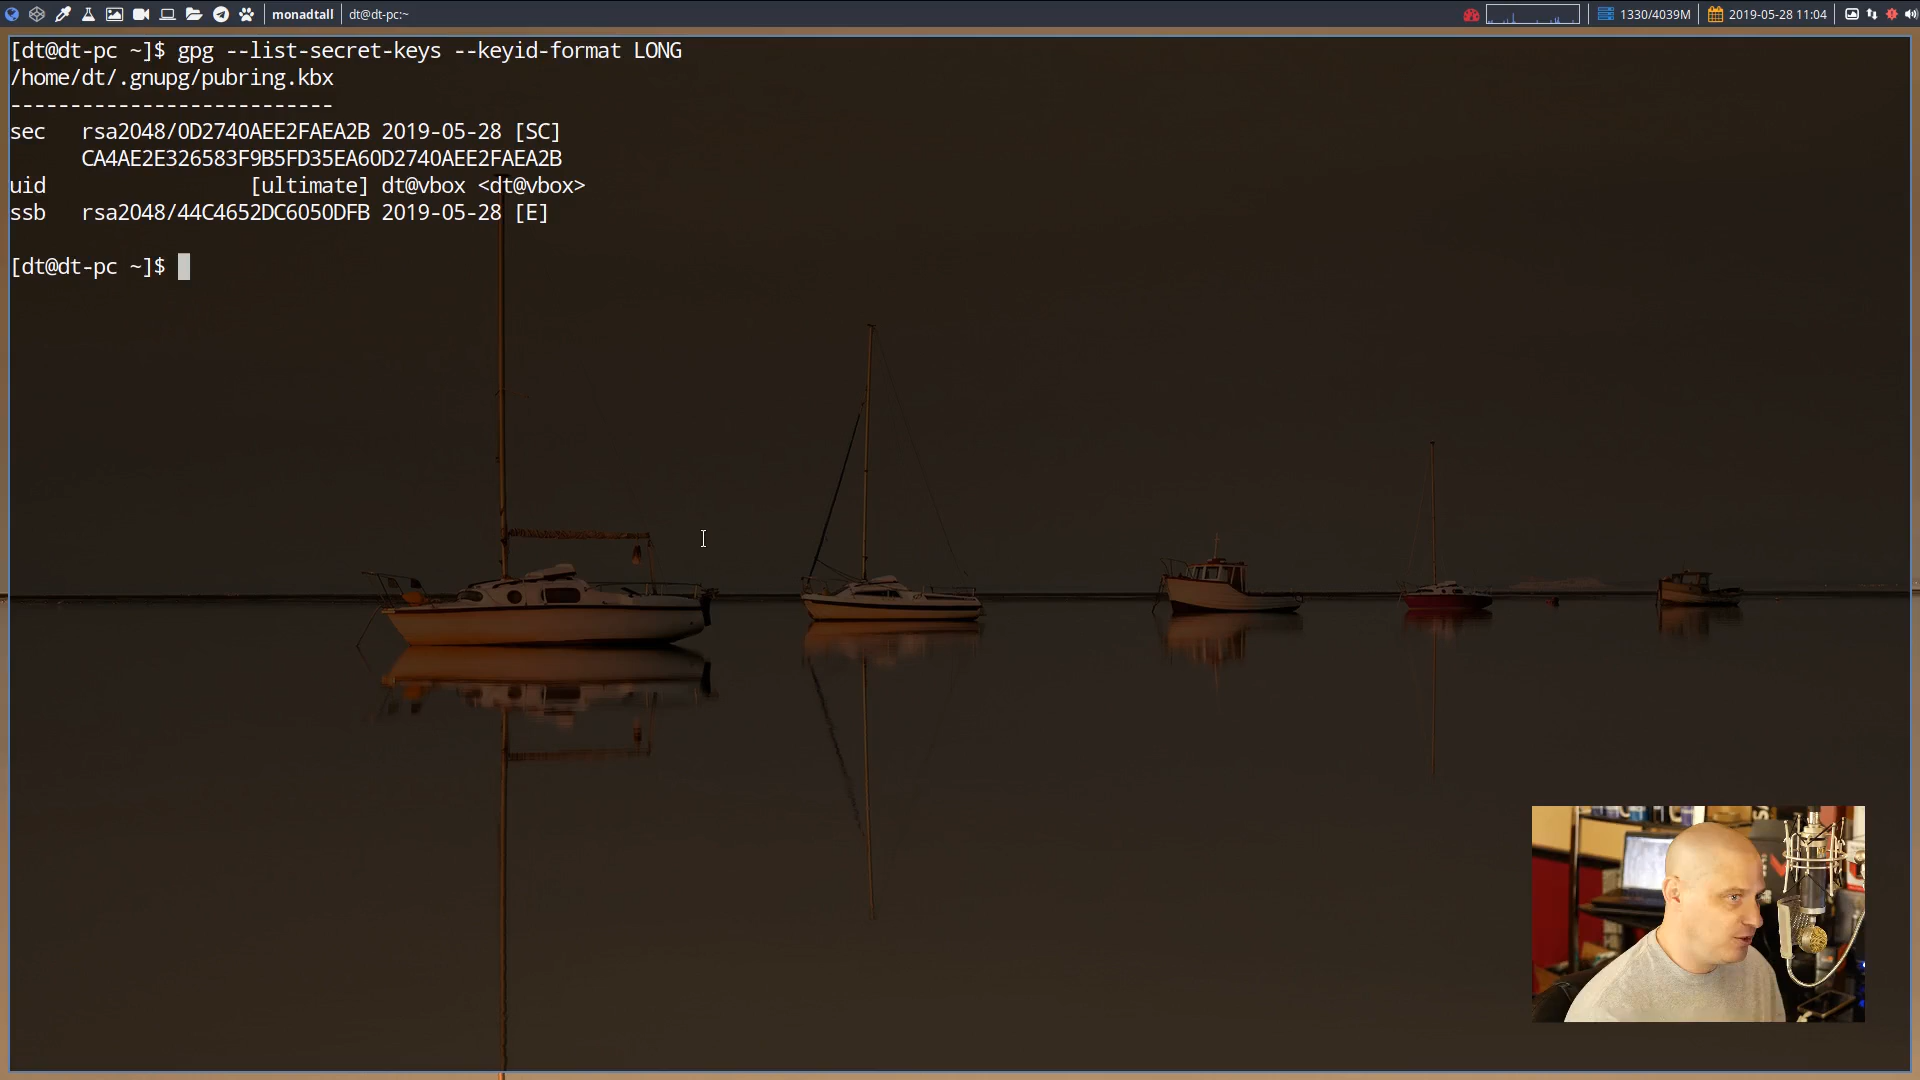 monadtall
dt@dt-pc:~
1330/4039M
2019-05-28 11:04
[dt@dt-pc ~]$ gpg --list-secret-keys --keyid-format LONG
/home/dt/.gnupg/pubring.kbx
---------------------------
sec   rsa2048/0D2740AEE2FAEA2B 2019-05-28 [SC]
      CA4AE2E326583F9B5FD35EA60D2740AEE2FAEA2B
uid                 [ultimate] dt@vbox <dt@vbox>
ssb   rsa2048/44C4652DC6050DFB 2019-05-28 [E]
[dt@dt-pc ~]$